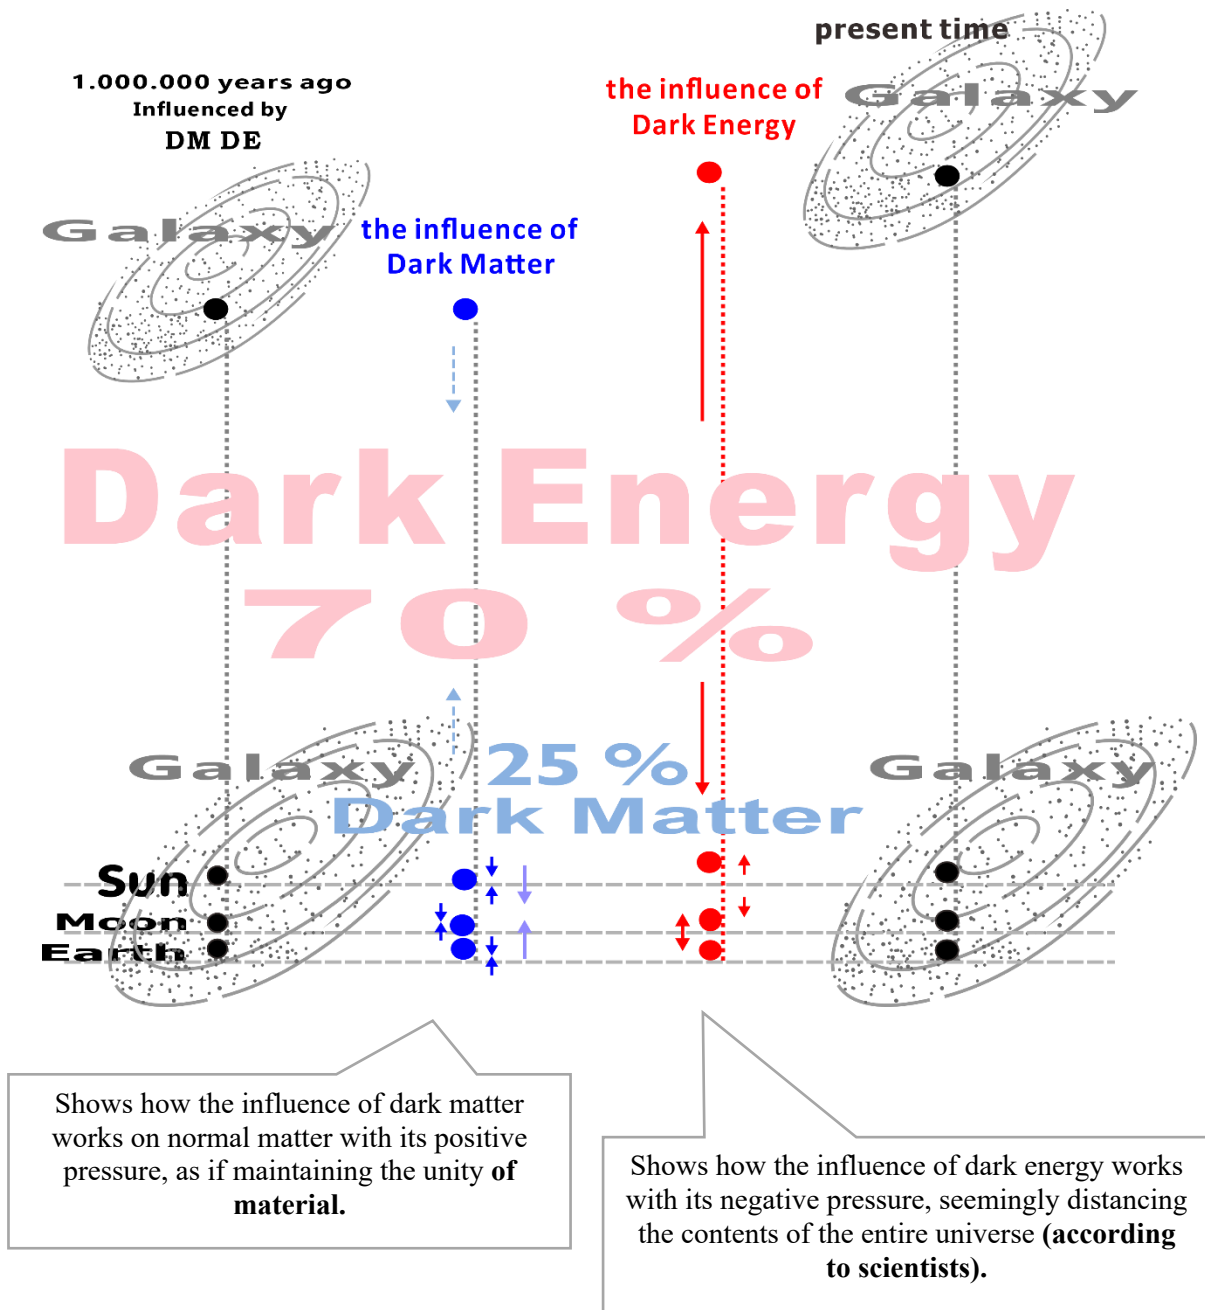 present time
1.000.000 years ago
Influenced by
DM DE
the influence of
Dark Energy
Galaxy
Galaxy
the influence of
Dark Matter
Dark Energy
70 %
Galaxy
25 %
Dark Matter
Galaxy
Sun
Moon
Earth
Shows how the influence of dark matter
works on normal matter with its positive
pressure, as if maintaining the unity of
material.
Shows how the influence of dark energy works
with its negative pressure, seemingly distancing
the contents of the entire universe (according
to scientists).